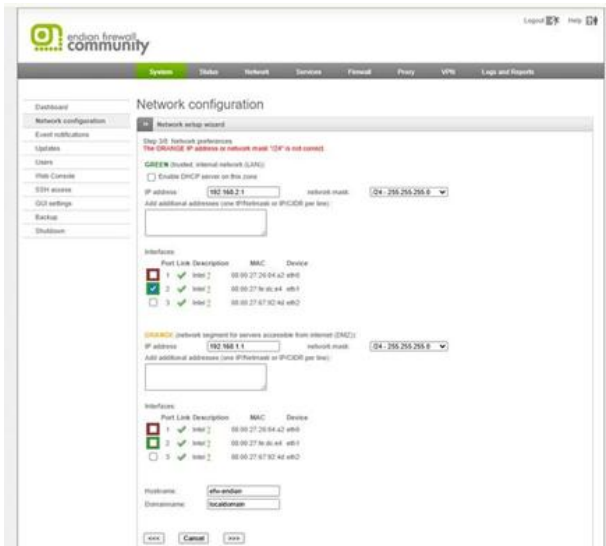 Logout Help
endian firewall
community
System Status Network Services Firewall Proxy VPN Logs and Reports
Dashboard
Network configuration
Event notifications
Updates
Users
Web Console
SSH access
GUI settings
Backup
Shutdown
Network configuration
>> Network setup wizard
Step 3/8: Network preferences
The ORANGE IP address or network mask "/24" is not correct.
GREEN (trusted, internal network (LAN)):
Enable DHCP server on this zone
IP address: 192.168.2.1 network mask: /24 - 255.255.255.0
Add additional addresses (one IP/Netmask or IP/CIDR per line):
Interfaces:
Port Link Description MAC Device
1 Intel ? eth0
2 Intel ? eth1
3 Intel ? eth2
ORANGE (network segment for servers accessible from internet (DMZ)):
IP address: 192.168.1.1 network mask: /24 - 255.255.255.0
Add additional addresses (one IP/Netmask or IP/CIDR per line):
Interfaces:
Port Link Description MAC Device
1 Intel ? eth0
2 Intel ? eth1
3 Intel ? eth2
Hostname: efw-endian
Domainname: localdomain
<<< Cancel >>>